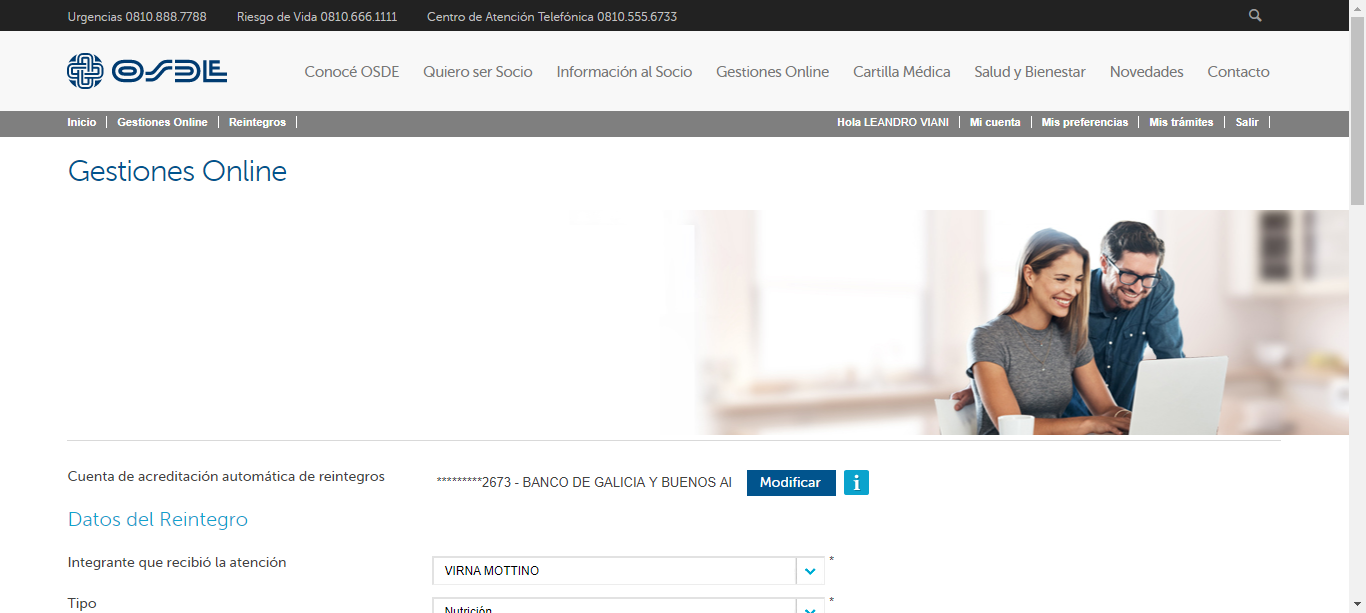 Urgencias 0810.888.7788 Riesgo de Vida 0810.666.1111 Centro de Atención Telefónica 0810.555.6733
OSDE Conocé OSDE Quiero ser Socio Información al Socio Gestiones Online Cartilla Médica Salud y Bienestar Novedades Contacto
Inicio Gestiones Online Reintegros Hola LEANDRO VIANI Mi cuenta Mis preferencias Mis trámites Salir
Gestiones Online
Cuenta de acreditación automática de reintegros *********2673 - BANCO DE GALICIA Y BUENOS AI Modificar i
Datos del Reintegro
Integrante que recibió la atención VIRNA MOTTINO *
Tipo Nutrición *